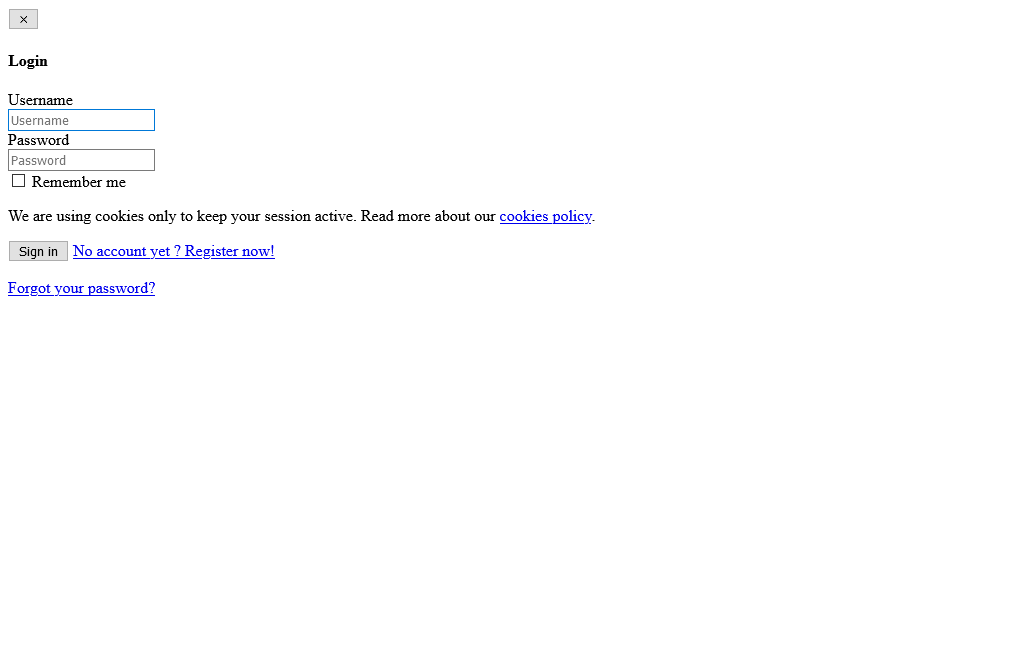 ×
Login
Username
Username
Password
Password
Remember me
We are using cookies only to keep your session active. Read more about our cookies policy.
Sign in No account yet ? Register now!
Forgot your password?